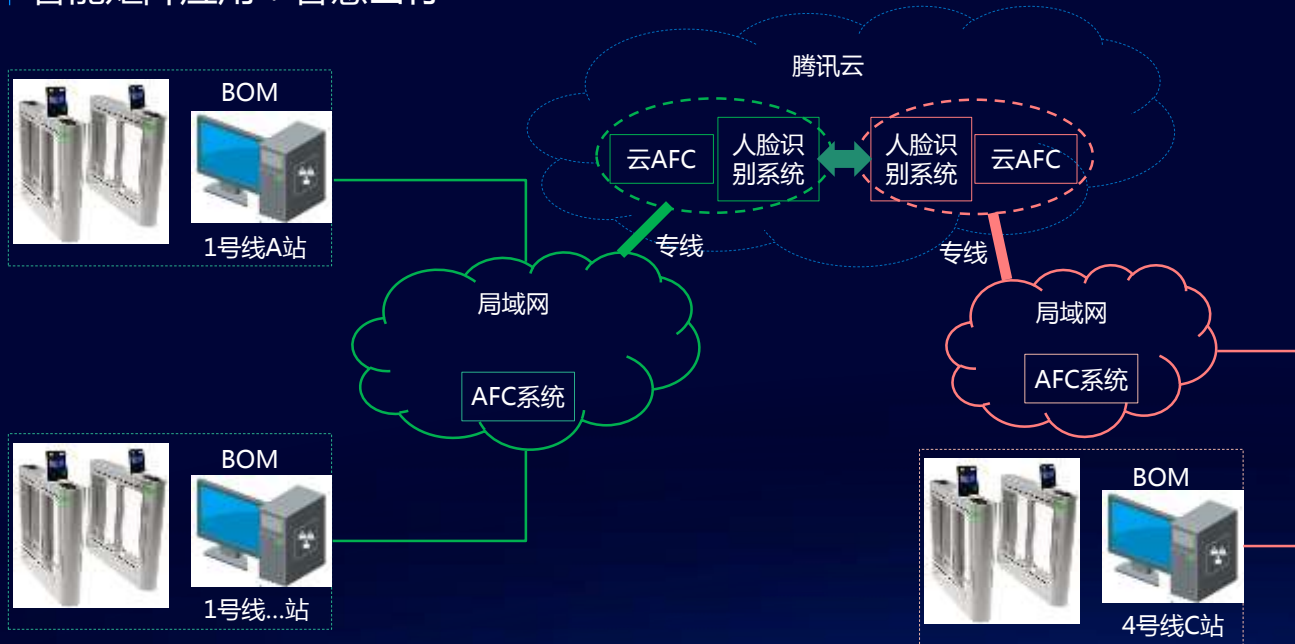 腾讯云
BOM
云AFC
人脸识
别系统
人脸识
别系统
云AFC
1号线A站
专线
专线
局域网
局域网
AFC系统
AFC系统
BOM
BOM
1号线...站
4号线C站